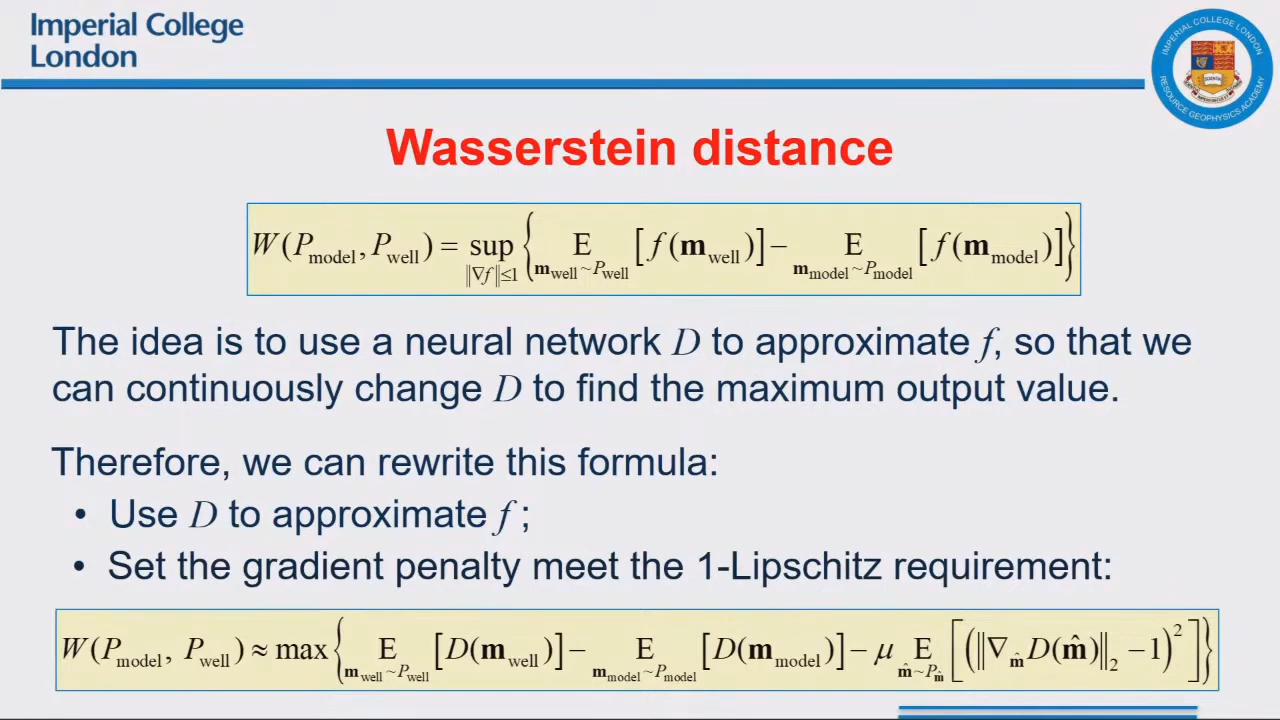 Imperial College
London
IMPERIAL COLLEGE LONDON
RESOURCE GEOPHYSICS ACADEMY
Wasserstein distance
W(P_model, P_well) = sup_{‖∇f‖≤1} { E_{𝐦_well~P_well} [f(𝐦_well)] − E_{𝐦_model~P_model} [f(𝐦_model)] }
The idea is to use a neural network D to approximate f, so that we
can continuously change D to find the maximum output value.
Therefore, we can rewrite this formula:
• Use D to approximate f ;
• Set the gradient penalty meet the 1-Lipschitz requirement:
W(P_model, P_well) ≈ max { E_{𝐦_well~P_well} [D(𝐦_well)] − E_{𝐦_model~P_model} [D(𝐦_model)] − μ E_{𝐦̂~P_𝐦̂} [(‖∇_𝐦̂ D(𝐦̂)‖₂ − 1)²] }